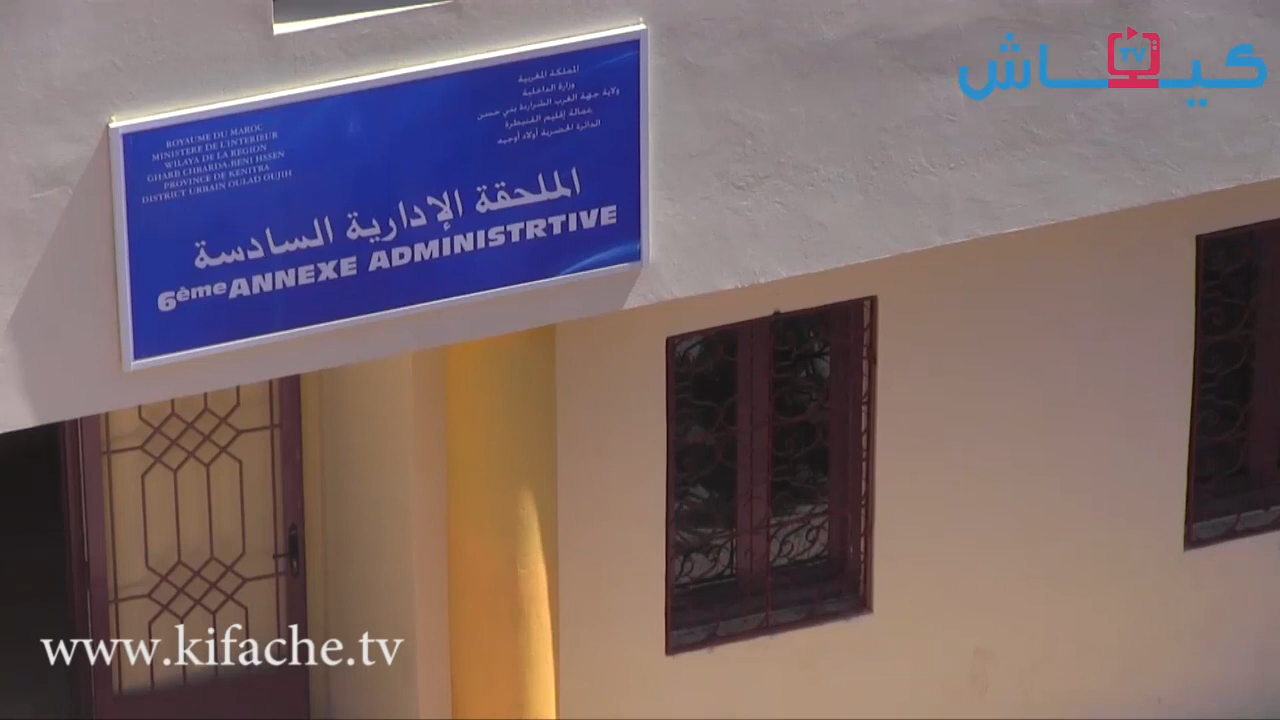 كيفاش
TV
ROYAUME DU MAROC
MINISTERE DE L'INTERIEUR
WILAYA DE LA REGION
GHARB CHRARDA-BENI HSSEN
PROVINCE DE KENITRA
DISTRICT URBAIN OULAD OUJIH
المملكة المغربية
وزارة الداخلية
ولاية جهة الغرب الشراردة بني حسن
عمالة إقليم القنيطرة
الدائرة الحضرية أولاد أوجيه
الملحقة الإدارية السادسة
6ème ANNEXE ADMINISTRTIVE
www.kifache.tv